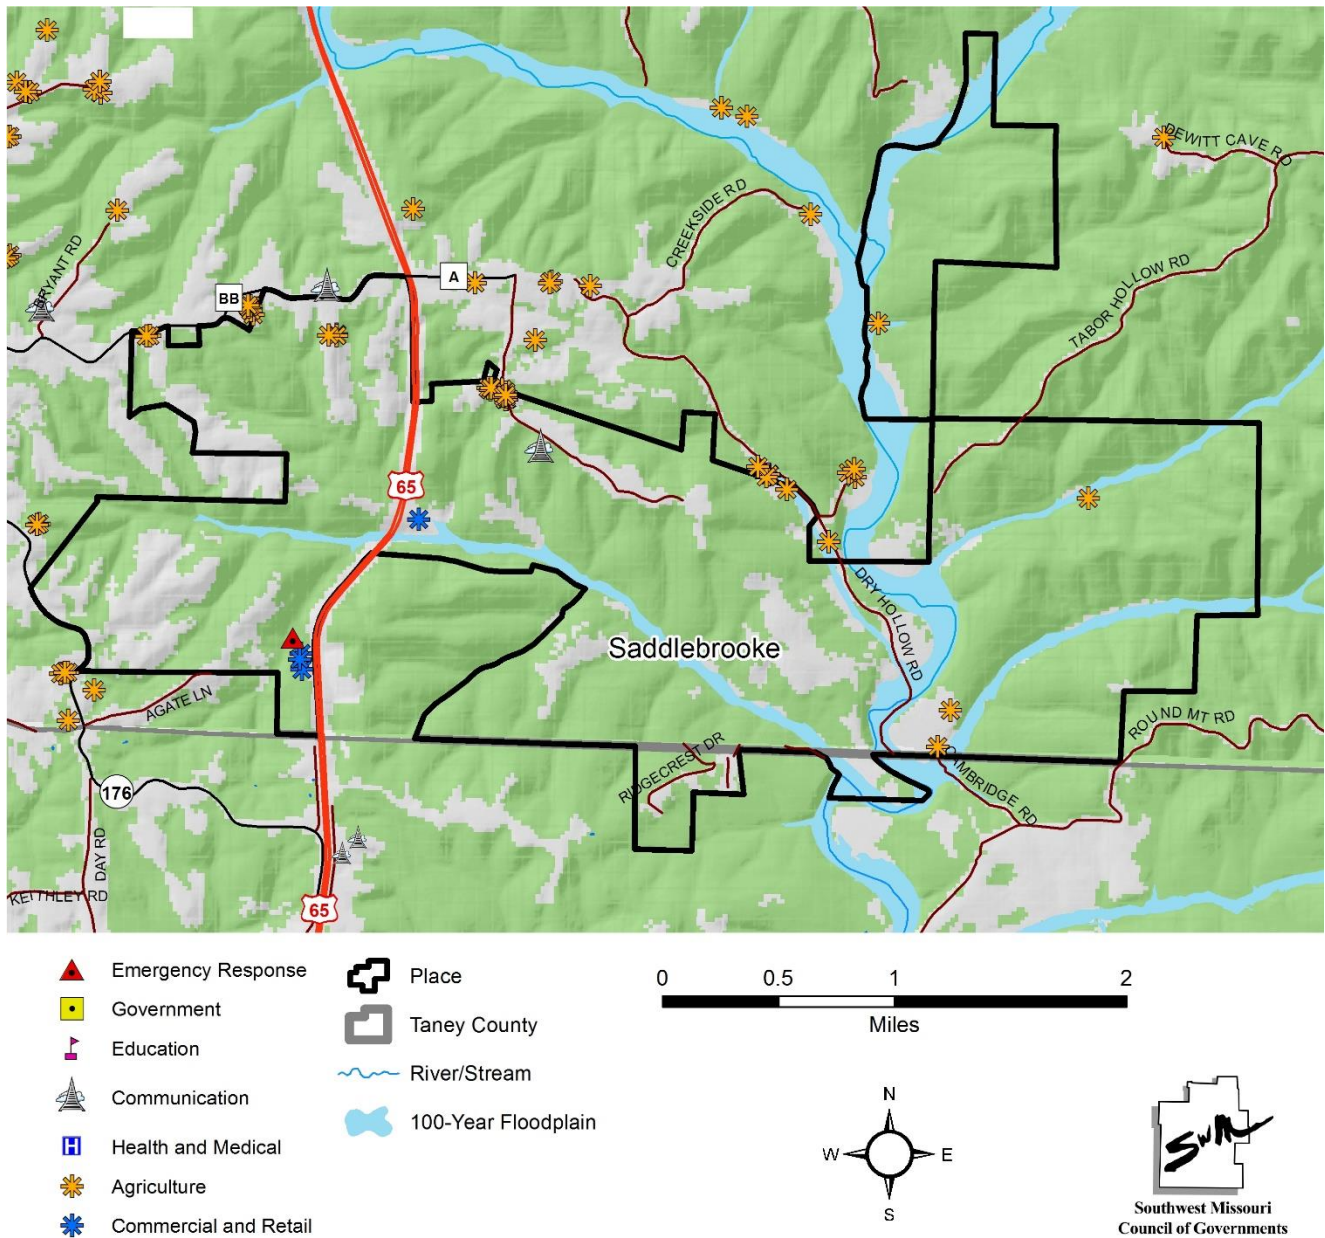 DEWITT CAVE RD
CREEKSIDE RD
BRYANT RD
A
BB
TABOR HOLLOW RD
65
Saddlebrooke
DRY HOLLOW RD
AGATE LN
ROUND MT RD
RIDGECREST DR
CAMBRIDGE RD
176
DAY RD
KEITHLEY RD
65
Emergency Response
Government
Education
Communication
H Health and Medical
Agriculture
Commercial and Retail
Place
Taney County
River/Stream
100-Year Floodplain
0 0.5 1 2
Miles
N
W E
S
SWM
Southwest Missouri
Council of Governments